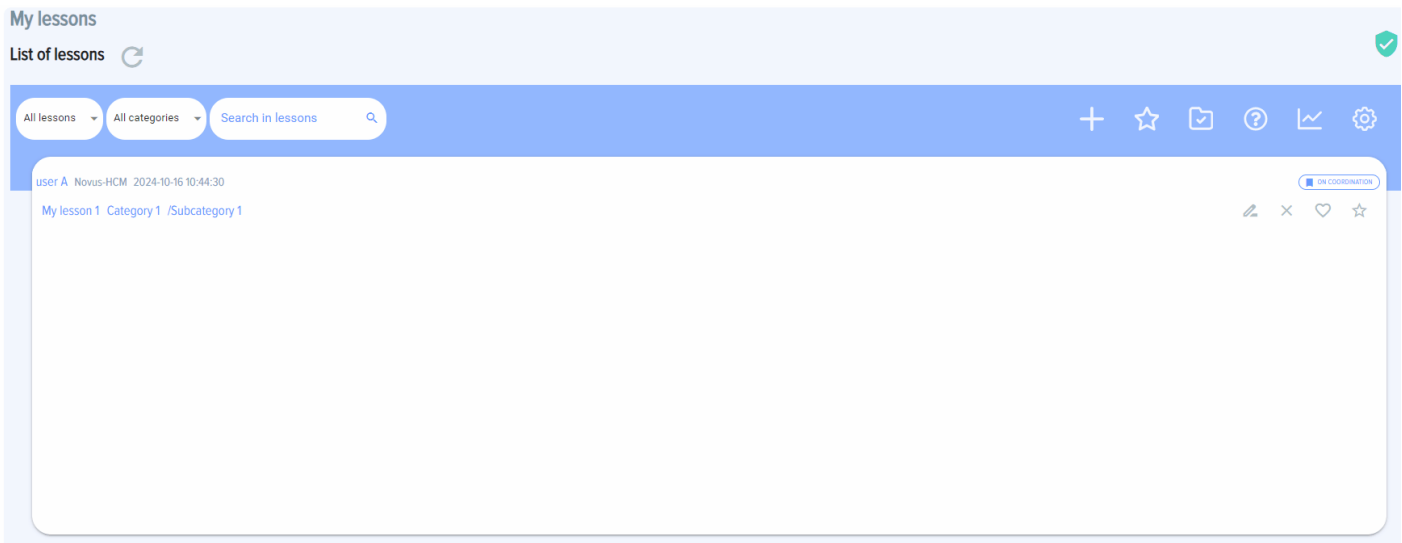 My lessons
List of lessons
All lessons All categories Search in lessons
user A Novus-HCM 2024-10-16 10:44:30 ON COORDINATION
My lesson 1 Category 1 /Subcategory 1